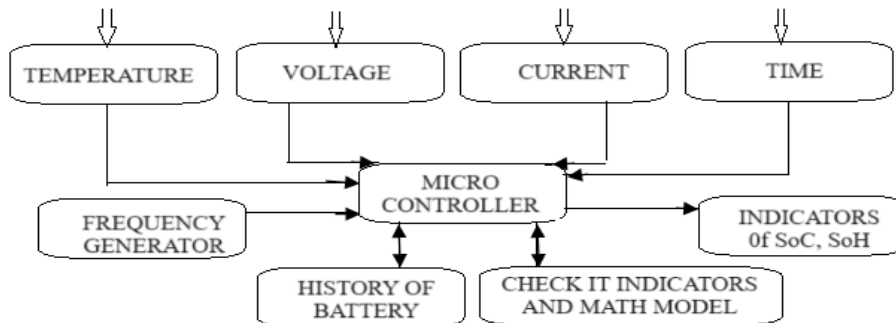 TEMPERATURE
VOLTAGE
CURRENT
TIME
MICRO
CONTROLLER
FREQUENCY
GENERATOR
INDICATORS
0f SoC, SoH
HISTORY OF
BATTERY
CHECK IT INDICATORS
AND MATH MODEL